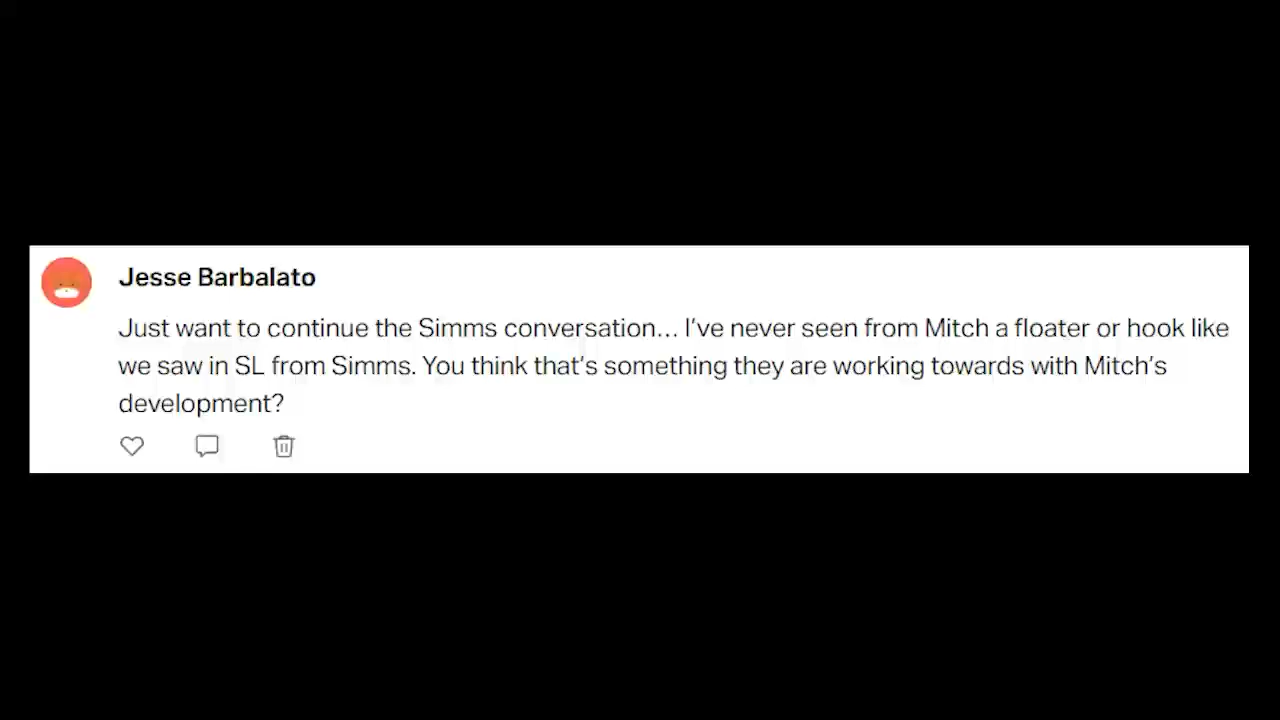 Jesse Barbalato
Just want to continue the Simms conversation... I've never seen from Mitch a floater or hook like
we saw in SL from Simms. You think that's something they are working towards with Mitch's
development?